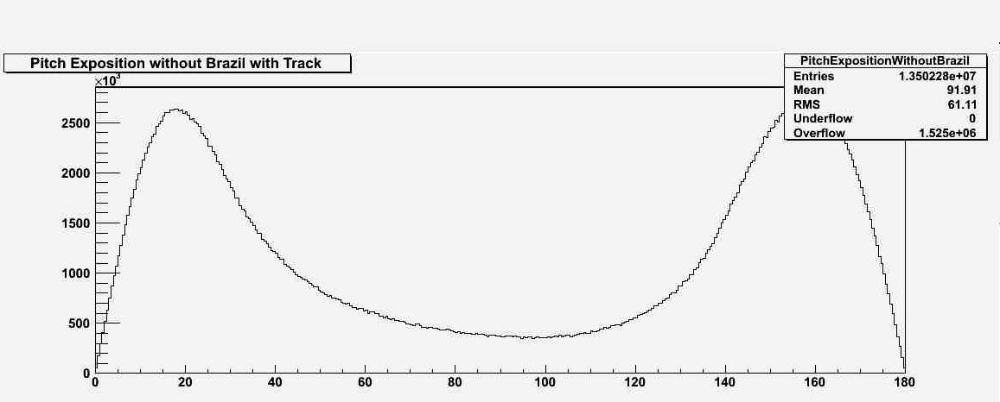 Pitch Exposition without Brazil with Track
PitchExpositionWithoutBrazil
Entries 1.350228e+07
Mean 91.91
RMS 61.11
Underflow 0
Overflow 1.525e+06
×10³
2500
2000
1500
1000
500
0
0 20 40 60 80 100 120 140 160 180